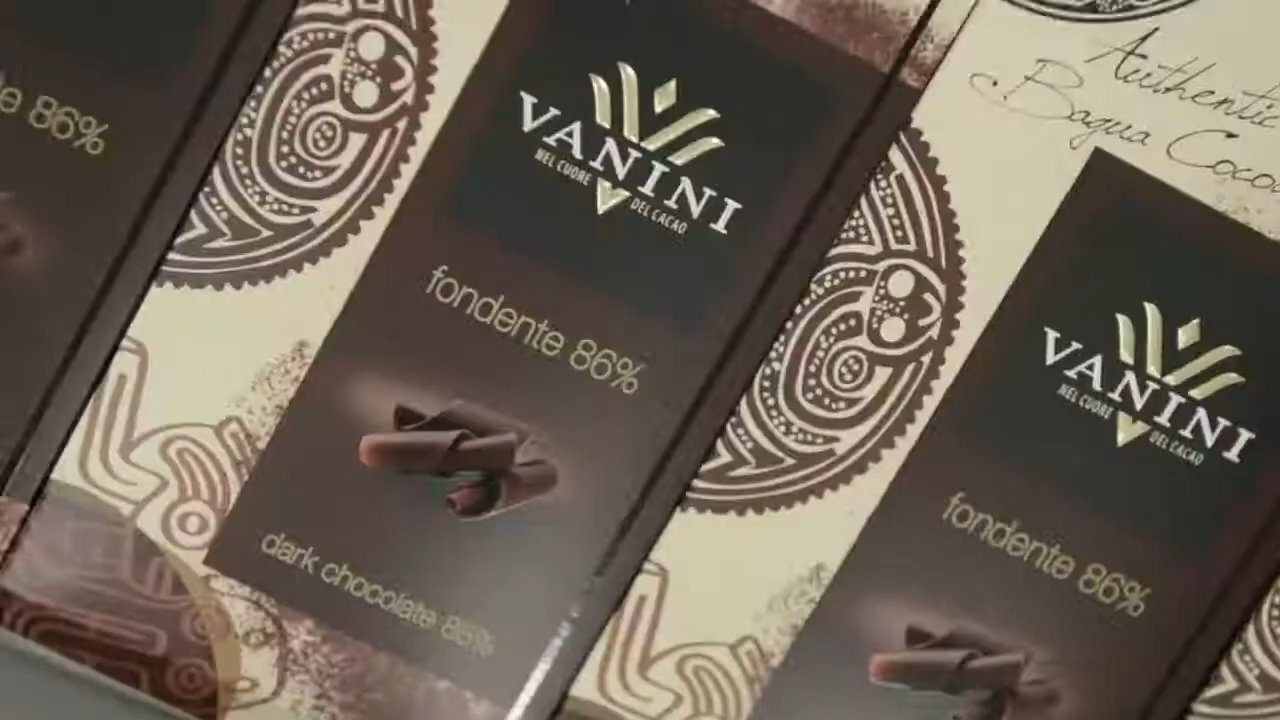 e 86%
VANINI
NEL CUORE DEL CACAO
fondente 86%
dark chocolate 86%
Authentic
Bagua Cocoa
VANINI
NEL CUORE DEL CACAO
fondente 86%